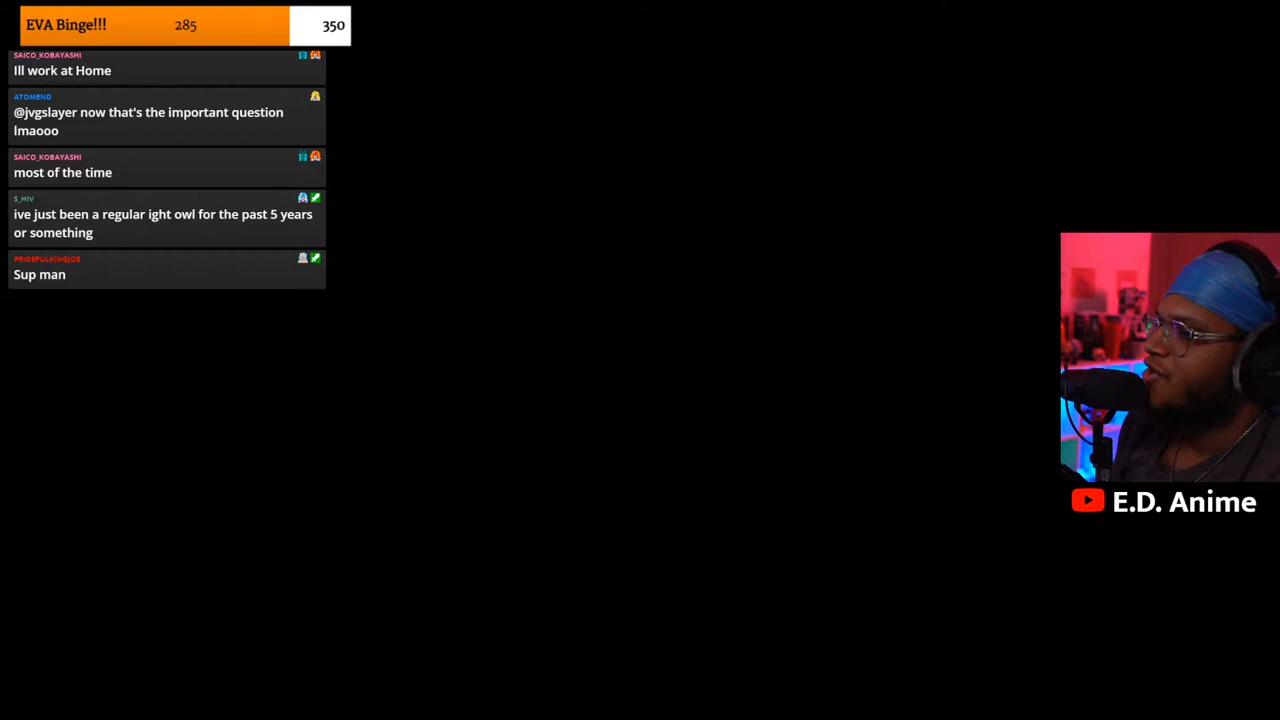 EVA Binge!!! 285 350
SAICO_KOBAYASHI
Ill work at Home
ATOMEND
@jvgslayer now that's the important question
lmaooo
SAICO_KOBAYASHI
most of the time
S_HIV
ive just been a regular ight owl for the past 5 years
or something
PRIDEFULKINGJOE
Sup man
E.D. Anime